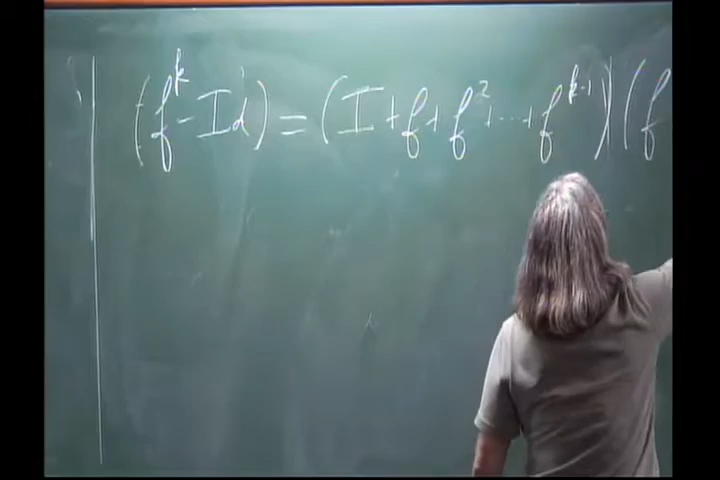 (f^k - Id) = (I + f + f^2 + ... + f^{k-1})(f